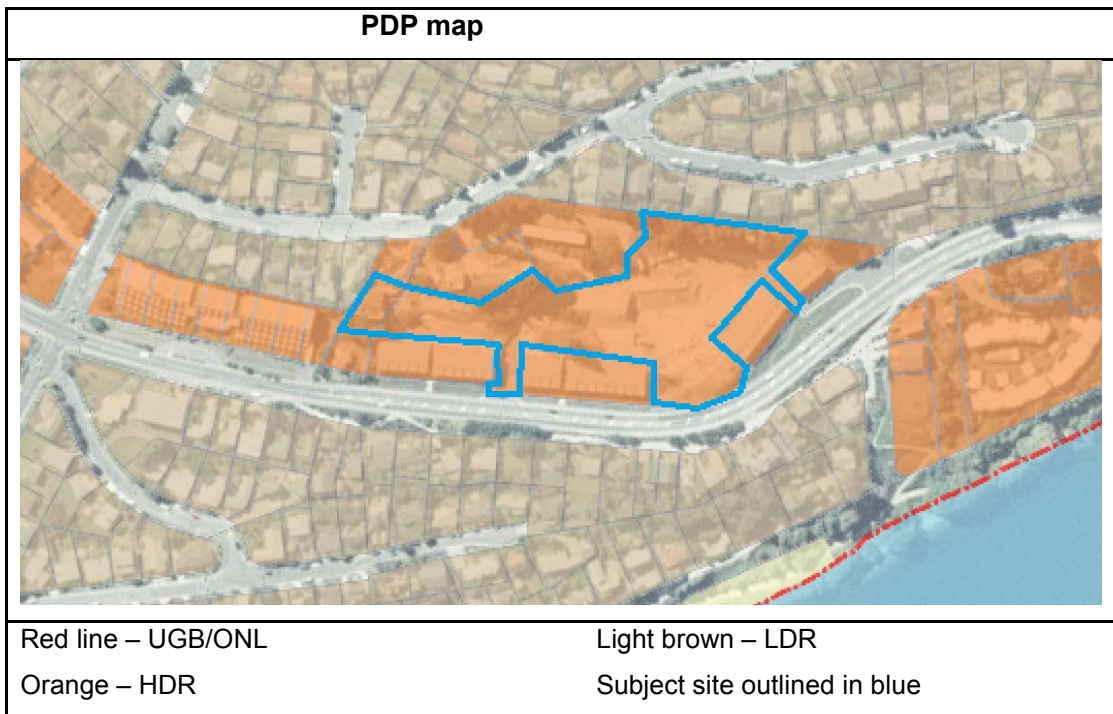 PDP map
Red line – UGB/ONL
Light brown – LDR
Orange – HDR
Subject site outlined in blue